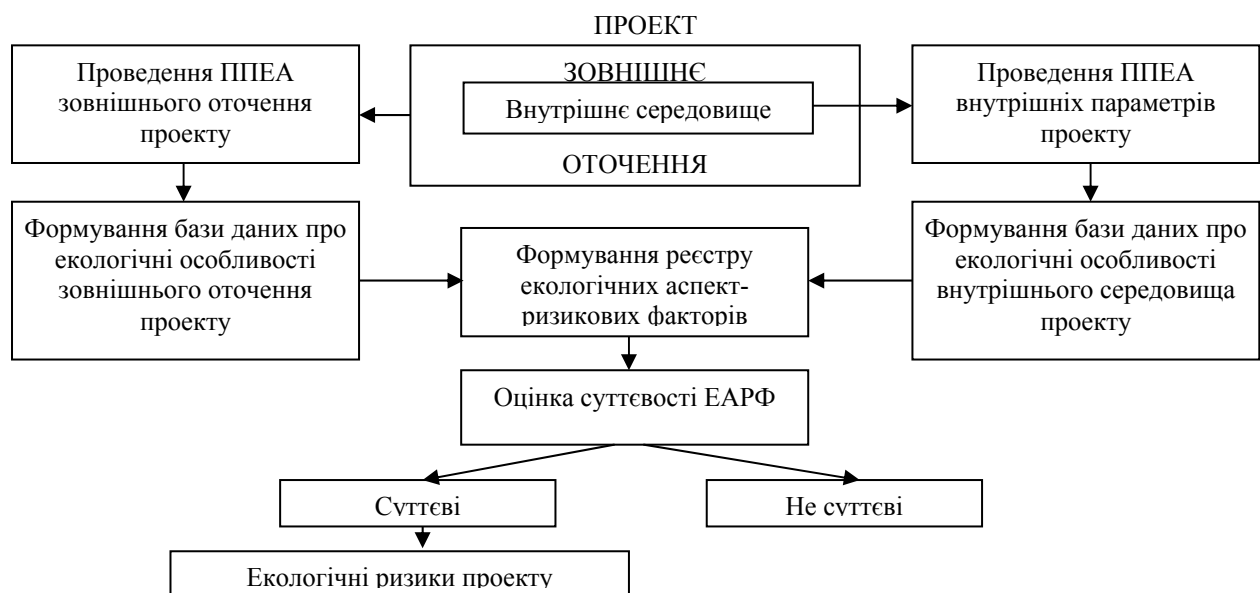 ПРОЕКТ
Проведення ППЕА
зовнішнього оточення
проекту
ЗОВНІШНЄ
Внутрішнє середовище
ОТОЧЕННЯ
Проведення ППЕА
внутрішніх параметрів
проекту
Формування бази даних про
екологічні особливості
зовнішнього оточення
проекту
Формування реєстру
екологічних аспект-
ризикових факторів
Формування бази даних про
екологічні особливості
внутрішнього середовища
проекту
Оцінка суттєвості ЕАРФ
Суттєві
Не суттєві
Екологічні ризики проекту